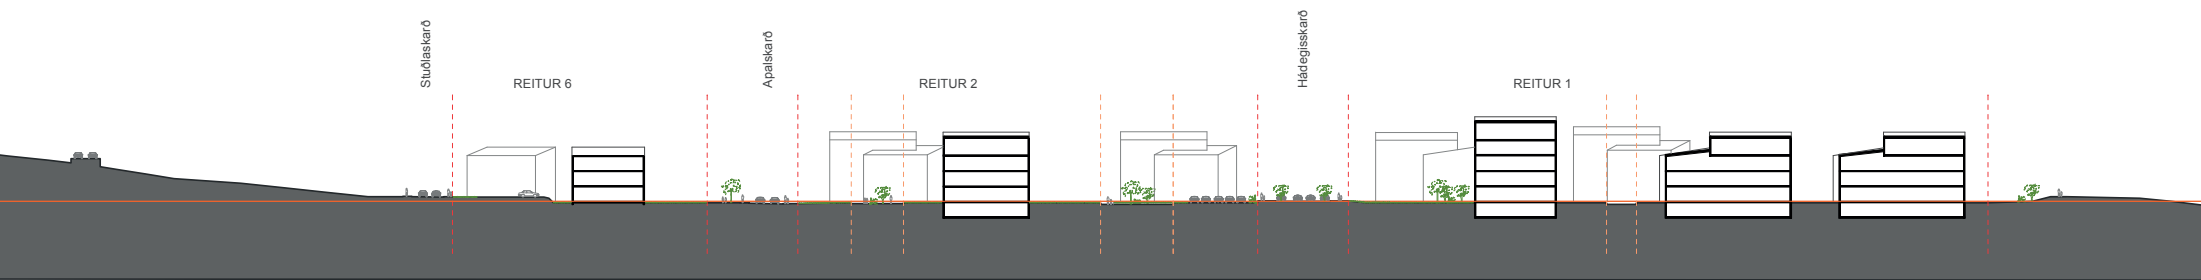 Stuðlaskarð
REITUR 6
Apalskarð
REITUR 2
Hádegisskarð
REITUR 1